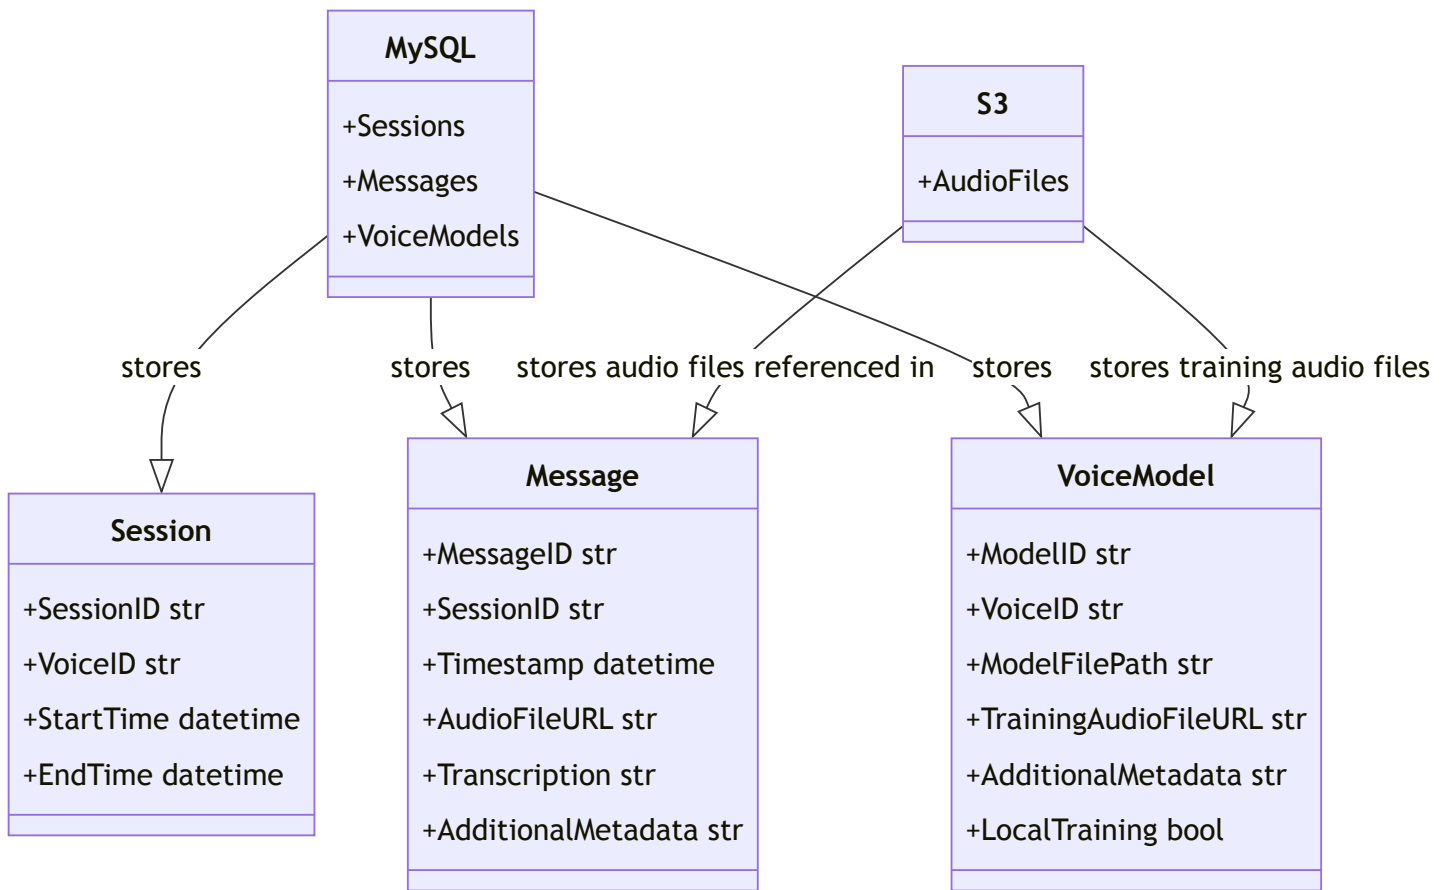 MySQL
+Sessions
+Messages
+VoiceModels
S3
+AudioFiles
stores
stores
stores audio files referenced in
stores
stores training audio files
Session
+SessionID str
+VoiceID str
+StartTime datetime
+EndTime datetime
Message
+MessageID str
+SessionID str
+Timestamp datetime
+AudioFileURL str
+Transcription str
+AdditionalMetadata str
VoiceModel
+ModelID str
+VoiceID str
+ModelFilePath str
+TrainingAudioFileURL str
+AdditionalMetadata str
+LocalTraining bool